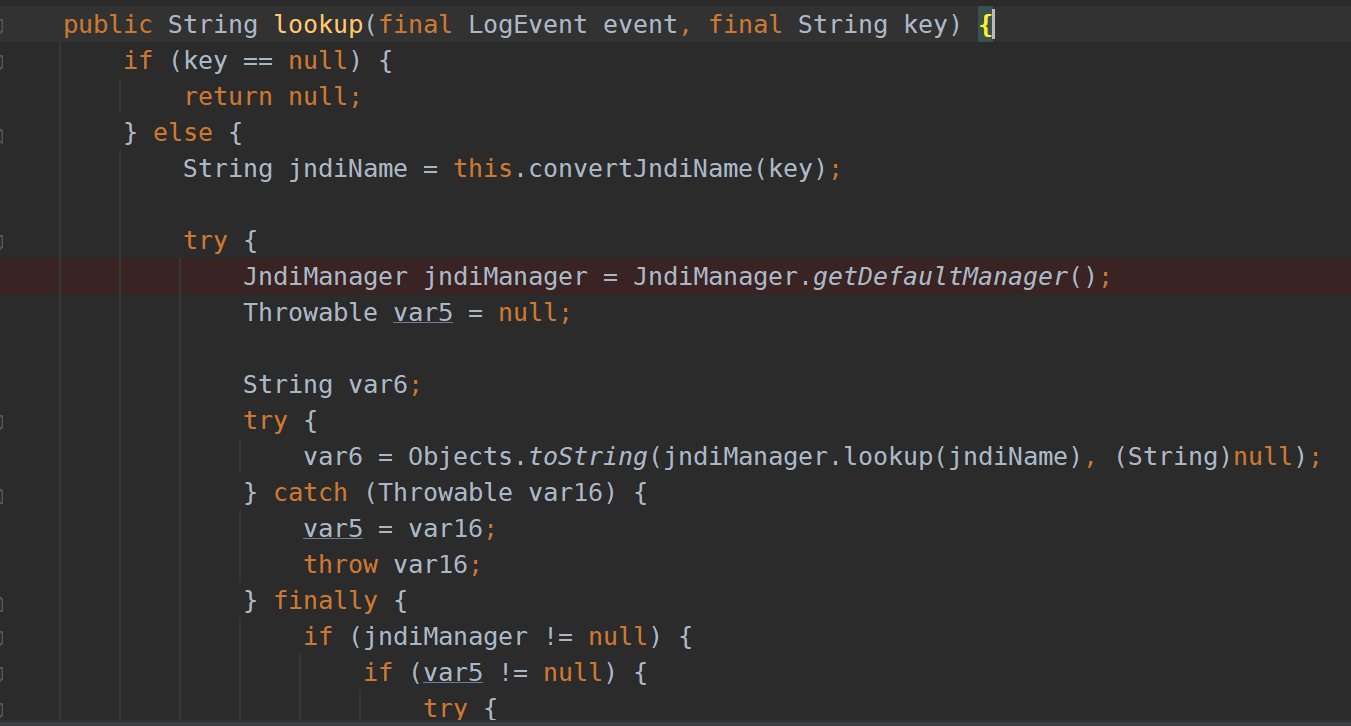 public String lookup(final LogEvent event, final String key) {
if (key == null) {
return null;
} else {
String jndiName = this.convertJndiName(key);
try {
JndiManager jndiManager = JndiManager.getDefaultManager();
Throwable var5 = null;
String var6;
try {
var6 = Objects.toString(jndiManager.lookup(jndiName), (String)null);
} catch (Throwable var16) {
var5 = var16;
throw var16;
} finally {
if (jndiManager != null) {
if (var5 != null) {
try {